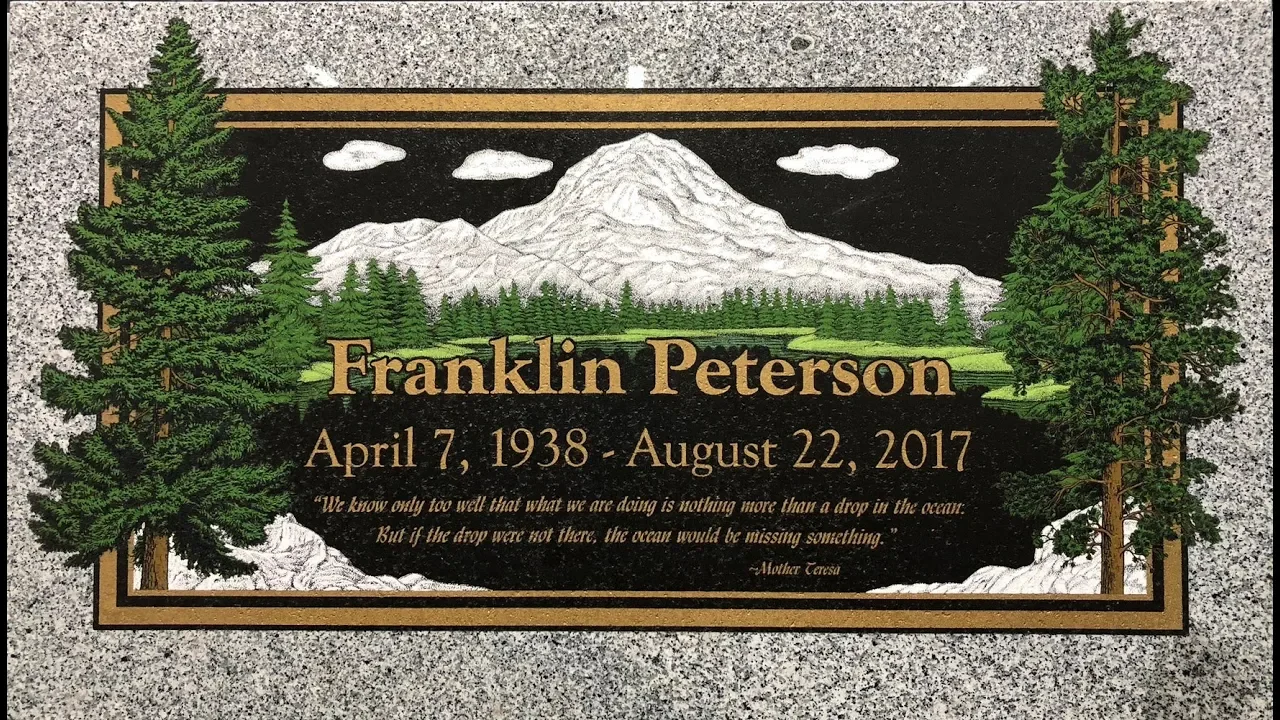 Franklin Peterson
April 7, 1938 - August 22, 2017
“We know only too well that what we are doing is nothing more than a drop in the ocean.
But if the drop were not there, the ocean would be missing something.”
~Mother Teresa